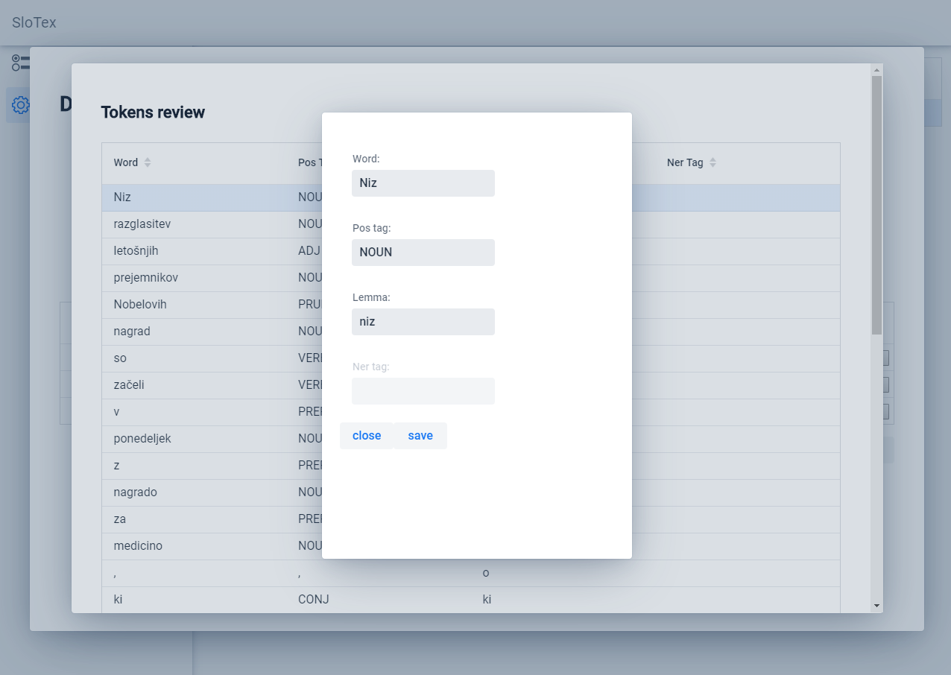 SloTex
D
Tokens review
Word Pos T Ner Tag
Niz NOU
razglasitev NOU
letošnjih ADJ
prejemnikov NOU
Nobelovih PRU
nagrad NOU
so VER
začeli VER
v PRE
ponedeljek NOU
z PRE
nagrado NOU
za PRE
medicino NOU
, , o
ki CONJ ki
Word:
Niz
Pos tag:
NOUN
Lemma:
niz
Ner tag:
close save